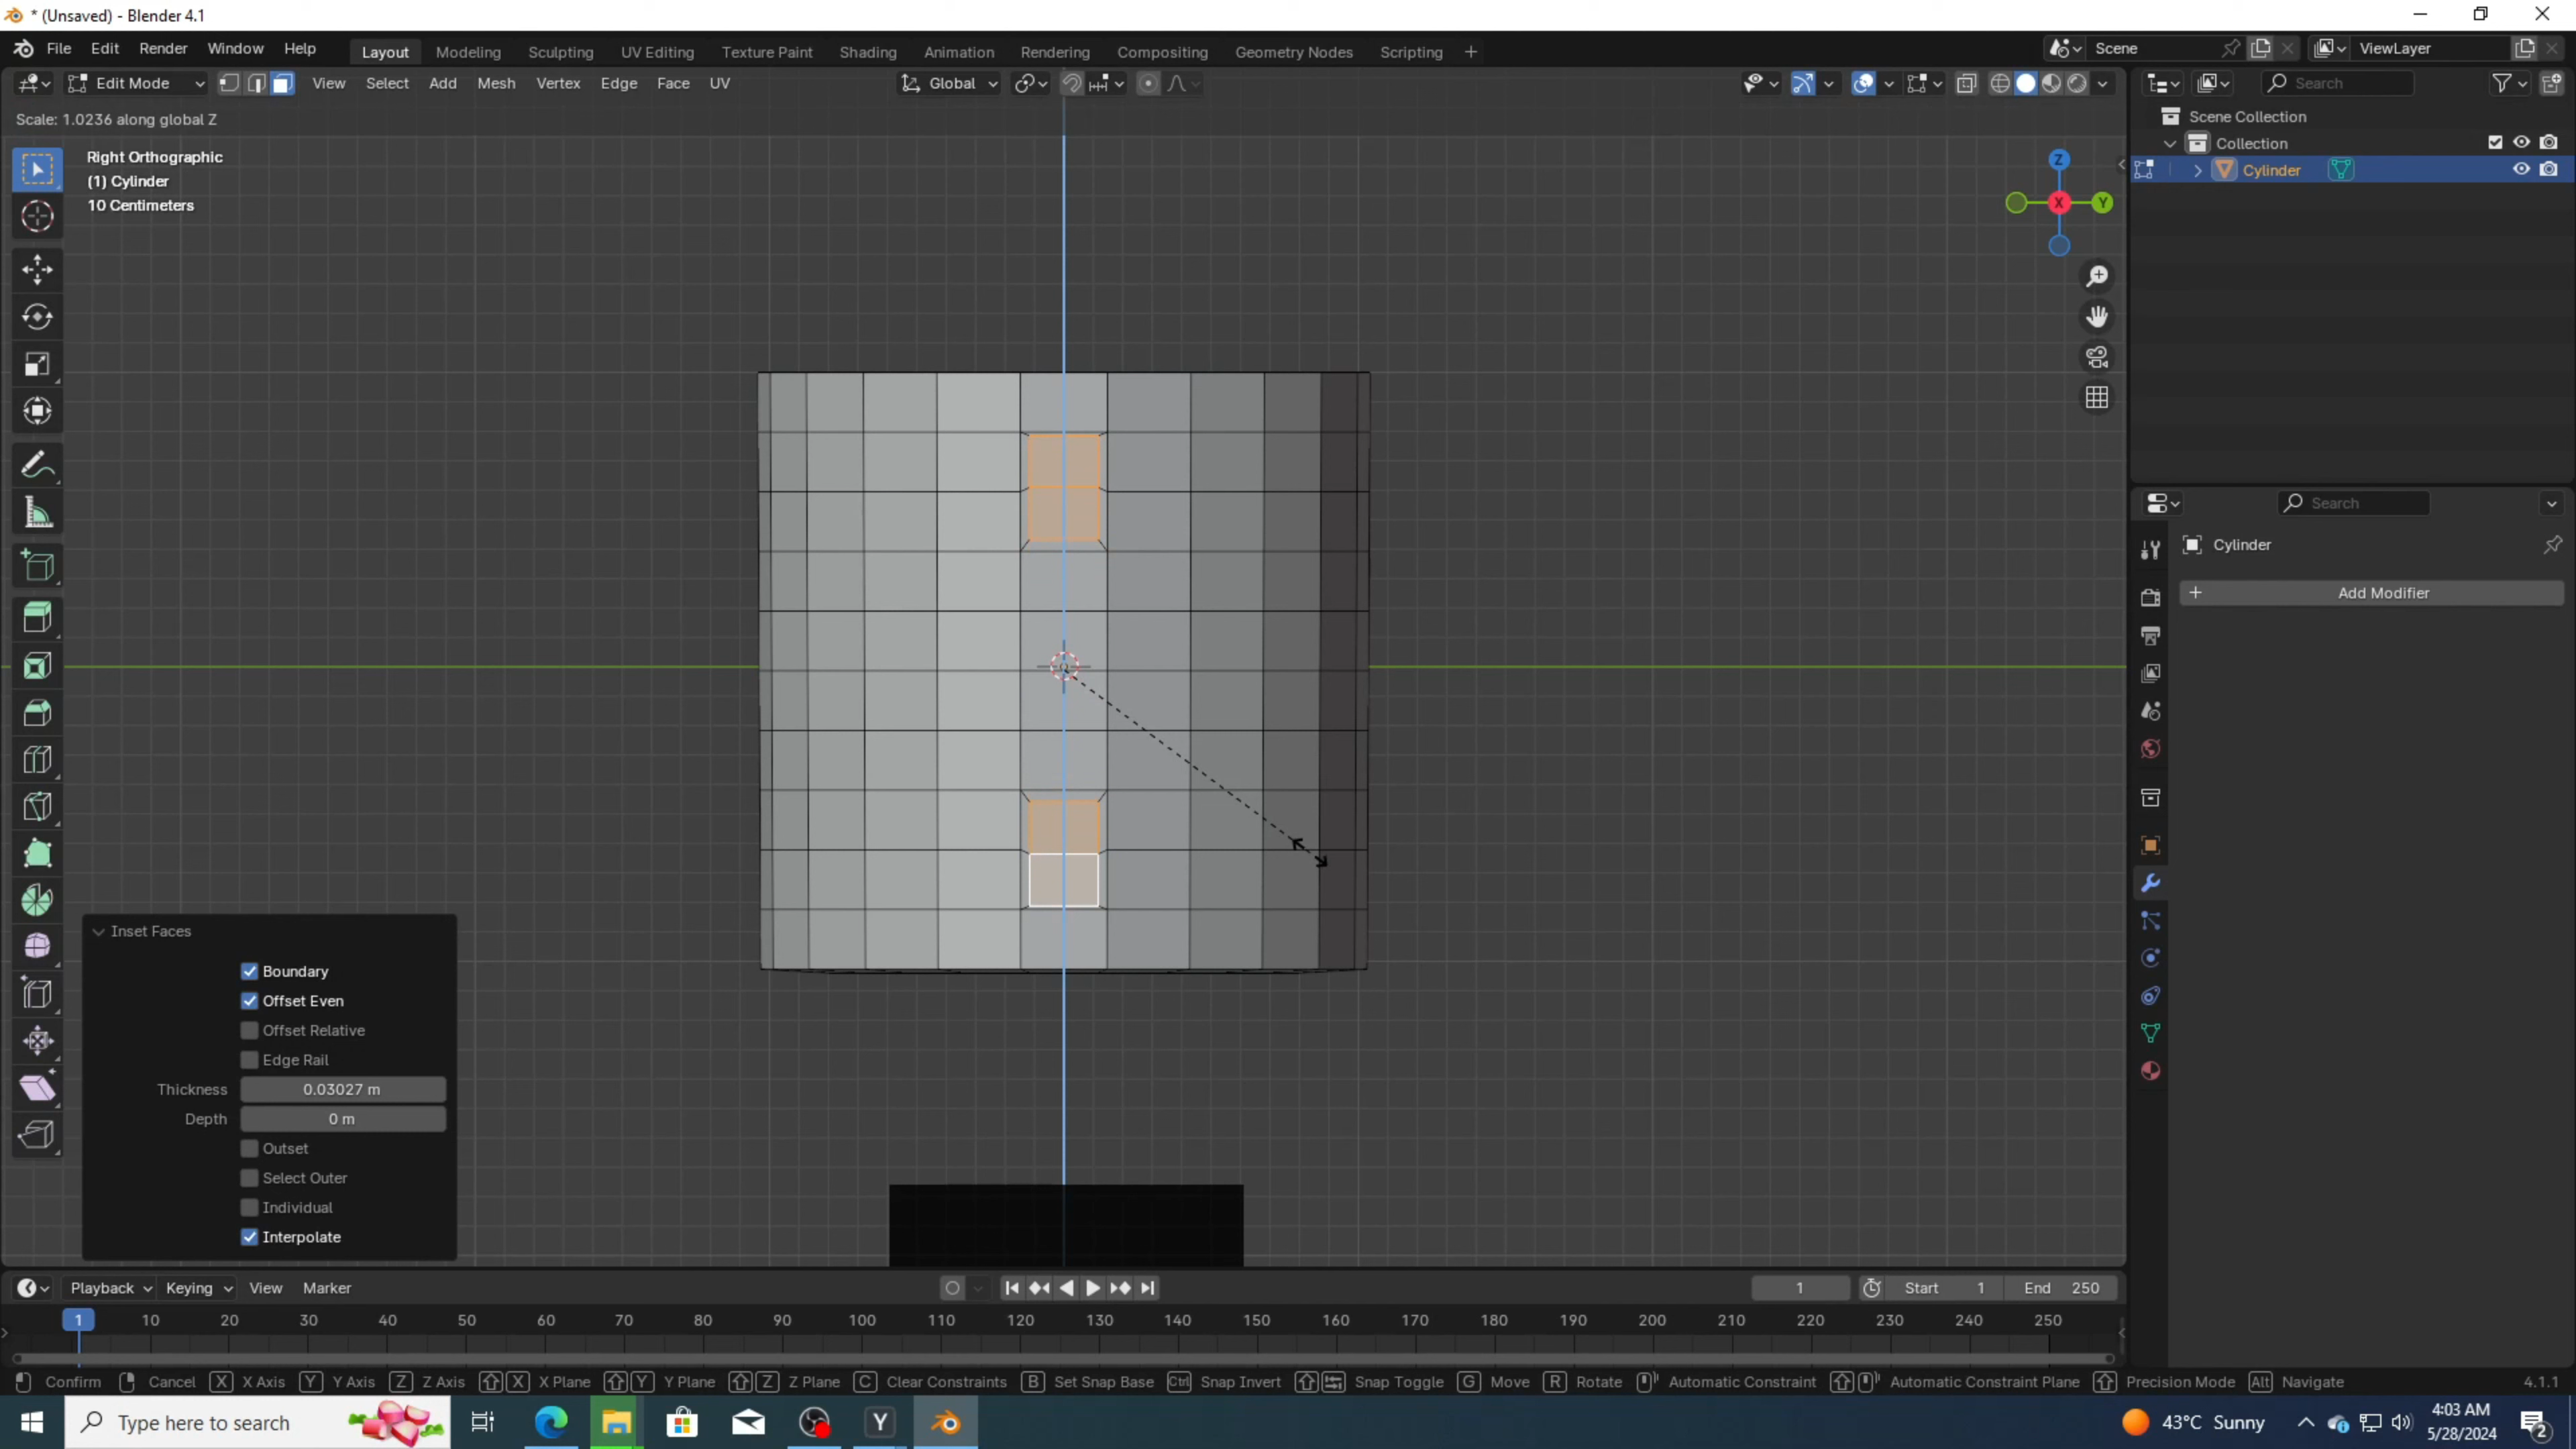 * (Unsaved) - Blender 4.1
File Edit Render Window Help Layout Modeling Sculpting UV Editing Texture Paint Shading Animation Rendering Compositing Geometry Nodes Scripting + Scene ViewLayer
Edit Mode View Select Add Mesh Vertex Edge Face UV Global Search
Scale: 1.0236 along global Z
Scene Collection
Collection
Cylinder
Right Orthographic
(1) Cylinder
10 Centimeters
Z
X
Y
Search
Cylinder
+ Add Modifier
Inset Faces
Boundary
Offset Even
Offset Relative
Edge Rail
Thickness 0.03027 m
Depth 0 m
Outset
Select Outer
Individual
Interpolate
Playback Keying View Marker 1 Start 1 End 250
1 10 20 30 40 50 60 70 80 90 100 110 120 130 140 150 160 170 180 190 200 210 220 230 240 250
Confirm Cancel X X Axis Y Y Axis Z Z Axis X X Plane Y Y Plane Z Z Plane C Clear Constraints B Set Snap Base Ctrl Snap Invert Snap Toggle G Move R Rotate Automatic Constraint Automatic Constraint Plane Precision Mode Alt Navigate 4.1.1
Type here to search Y 43°C Sunny 4:03 AM
5/28/2024 2